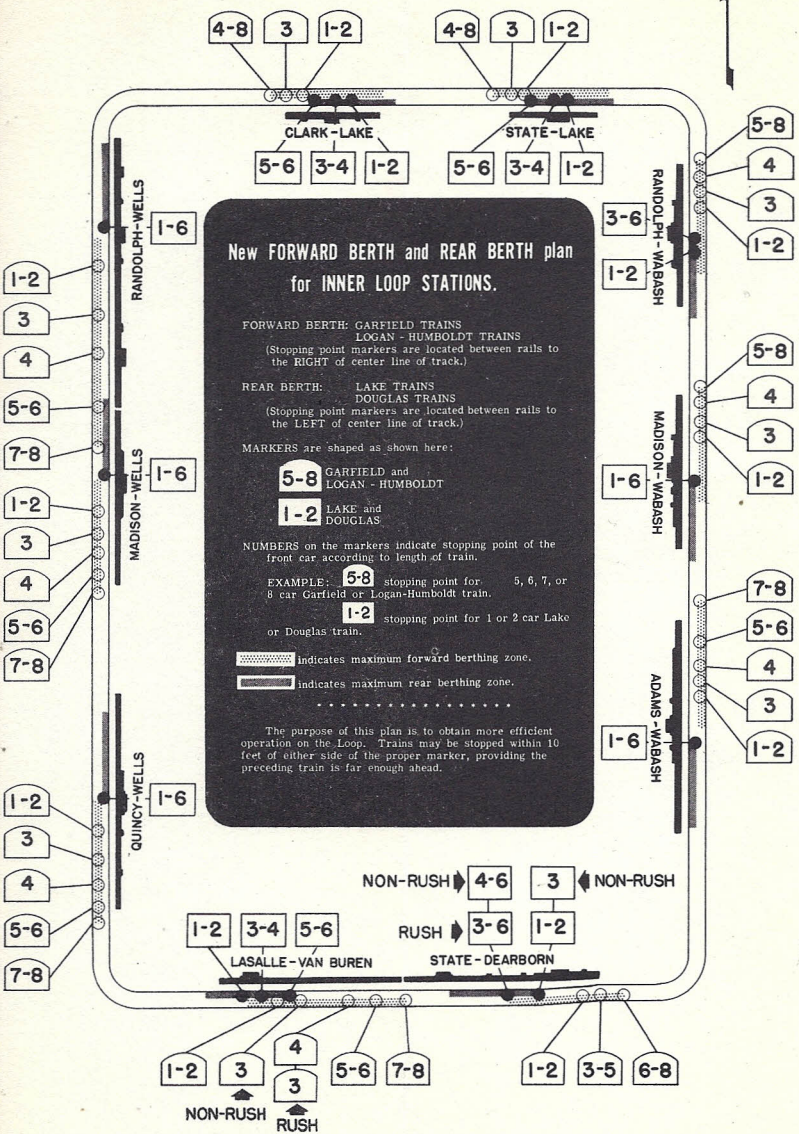 4-8 3 1-2
4-8 3 1-2
CLARK-LAKE
STATE-LAKE
5-6 3-4 1-2
5-6 3-4 1-2
5-8
4
3
1-2
RANDOLPH-WABASH
3-6
1-2
RANDOLPH-WELLS
1-6
1-2
3
4
5-6
7-8
New FORWARD BERTH and REAR BERTH plan
for INNER LOOP STATIONS.
FORWARD BERTH: GARFIELD TRAINS
LOGAN - HUMBOLDT TRAINS
(Stopping point markers are located between rails to
the RIGHT of center line of track.)
REAR BERTH: LAKE TRAINS
DOUGLAS TRAINS
(Stopping point markers are located between rails to
the LEFT of center line of track.)
MARKERS are shaped as shown here:
5-8 GARFIELD and
LOGAN - HUMBOLDT
1-2 LAKE and
DOUGLAS
NUMBERS on the markers indicate stopping point of the
front car according to length of train.
EXAMPLE: 5-8 stopping point for 5, 6, 7, or
8 car Garfield or Logan-Humboldt train.
1-2 stopping point for 1 or 2 car Lake
or Douglas train.
indicates maximum forward berthing zone.
indicates maximum rear berthing zone.
The purpose of this plan is to obtain more efficient
operation on the Loop. Trains may be stopped within 10
feet of either side of the proper marker, providing the
preceding train is far enough ahead.
MADISON-WELLS
1-6
1-2
3
4
5-6
7-8
5-8
4
3
1-2
MADISON-WABASH
1-6
QUINCY-WELLS
1-6
1-2
3
4
5-6
7-8
7-8
5-6
4
3
1-2
ADAMS-WABASH
1-6
NON-RUSH 4-6 3 NON-RUSH
RUSH 3-6 1-2
1-2 3-4 5-6
LASALLE-VAN BUREN
STATE-DEARBORN
1-2 3 4 5-6 7-8
3
NON-RUSH
RUSH
1-2 3-5 6-8